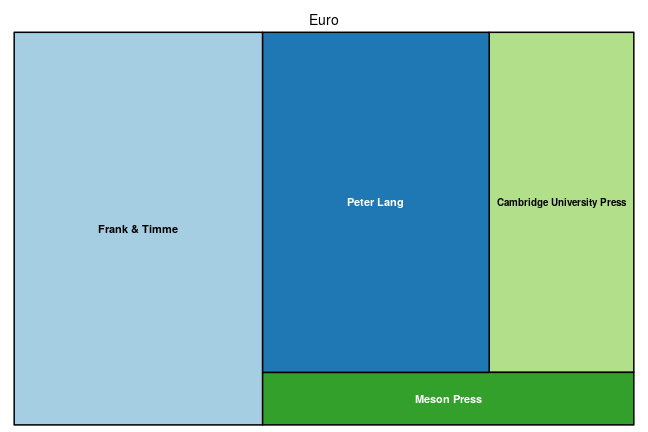 Euro
Frank & Timme
Peter Lang
Cambridge University Press
Meson Press